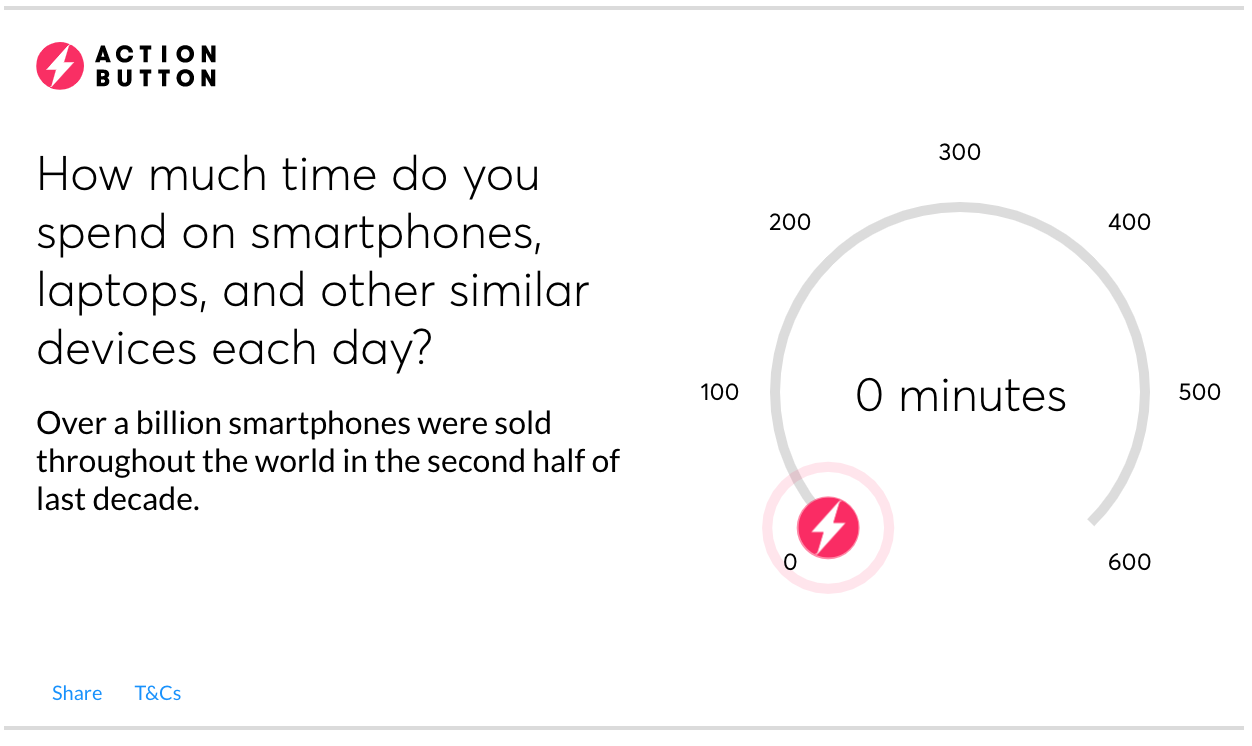 ACTION
BUTTON
How much time do you
spend on smartphones,
laptops, and other similar
devices each day?
Over a billion smartphones were sold
throughout the world in the second half of
last decade.
300
200
400
100
0 minutes
500
0
600
Share
T&Cs